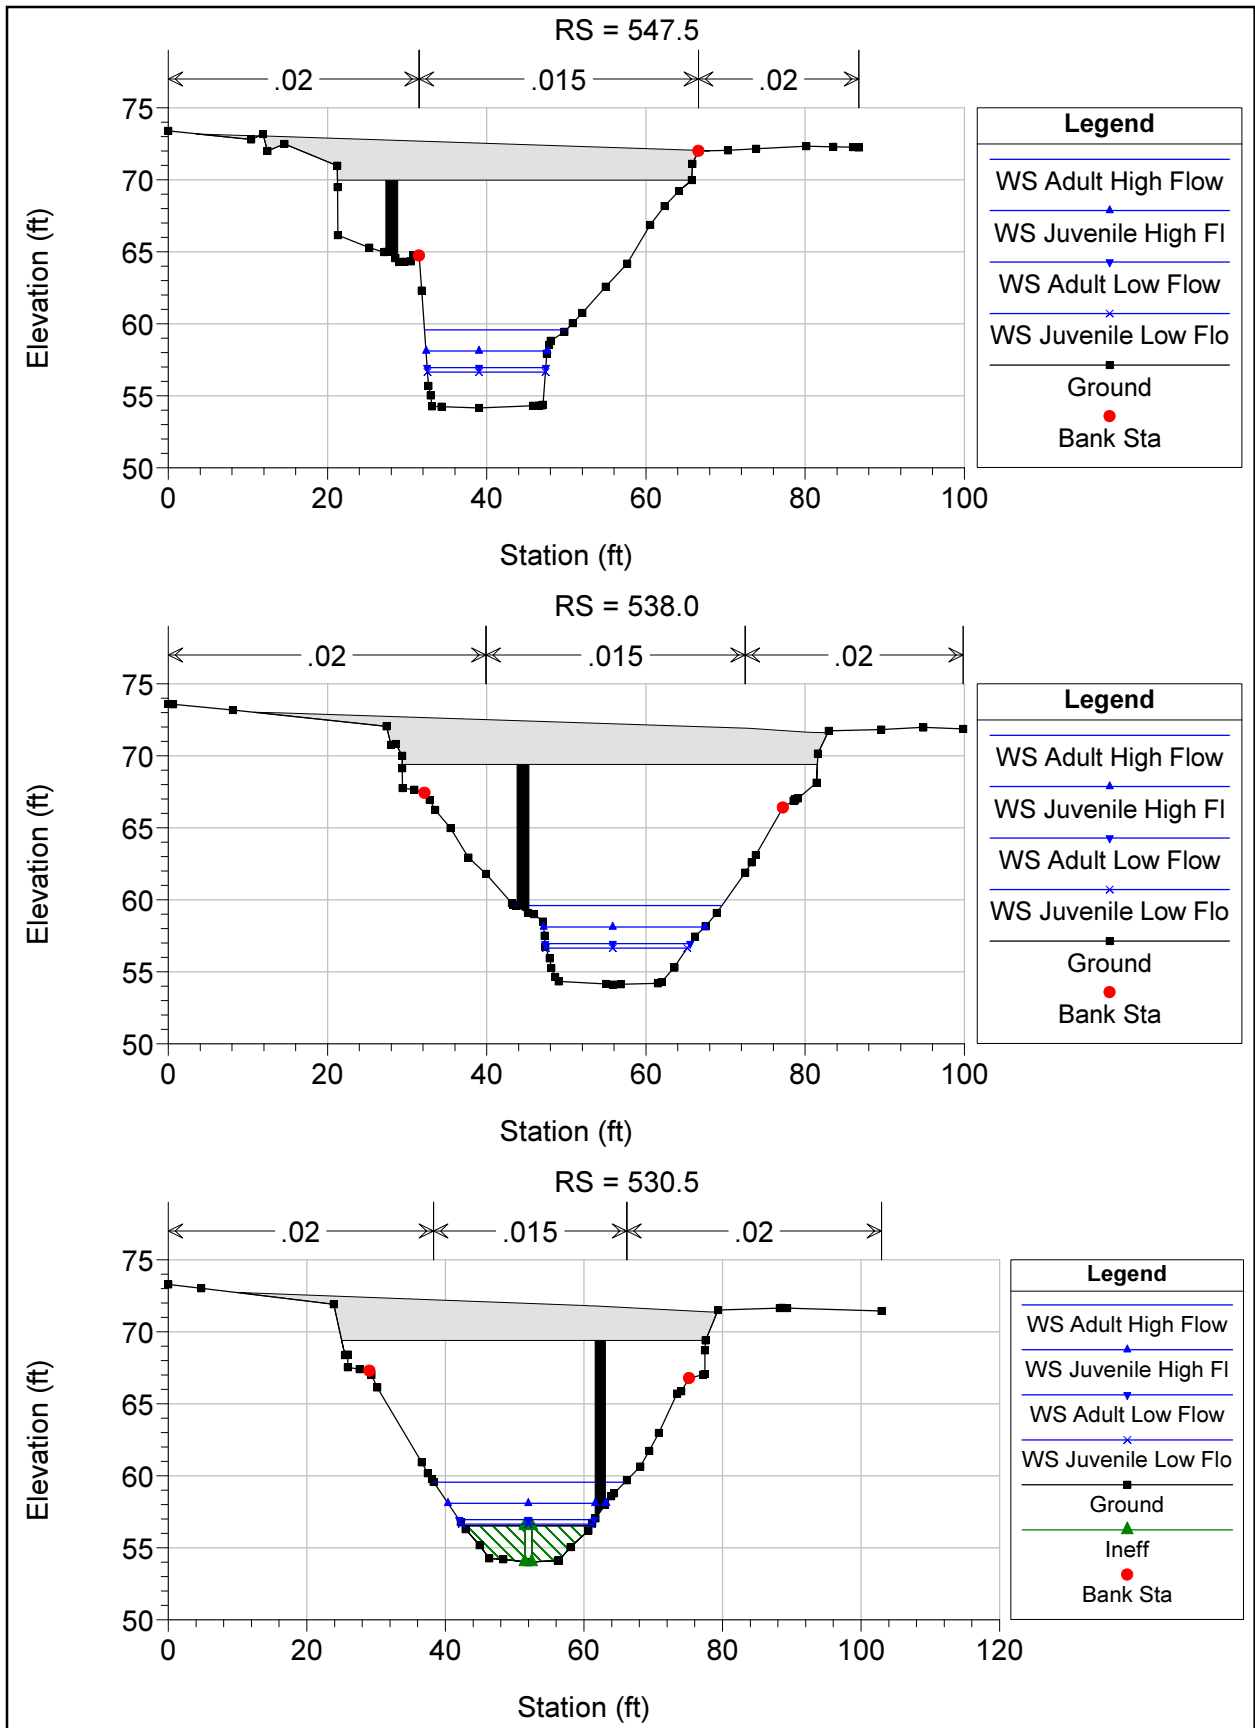 RS = 547.5
.02 .015 .02
75
70
65
60
55
50
0 20 40 60 80 100
Elevation (ft)
Station (ft)
Legend
WS Adult High Flow
WS Juvenile High Fl
WS Adult Low Flow
WS Juvenile Low Flo
Ground
Bank Sta
RS = 538.0
.02 .015 .02
75
70
65
60
55
50
0 20 40 60 80 100
Elevation (ft)
Station (ft)
Legend
WS Adult High Flow
WS Juvenile High Fl
WS Adult Low Flow
WS Juvenile Low Flo
Ground
Bank Sta
RS = 530.5
.02 .015 .02
75
70
65
60
55
50
0 20 40 60 80 100 120
Elevation (ft)
Station (ft)
Legend
WS Adult High Flow
WS Juvenile High Fl
WS Adult Low Flow
WS Juvenile Low Flo
Ground
Ineff
Bank Sta